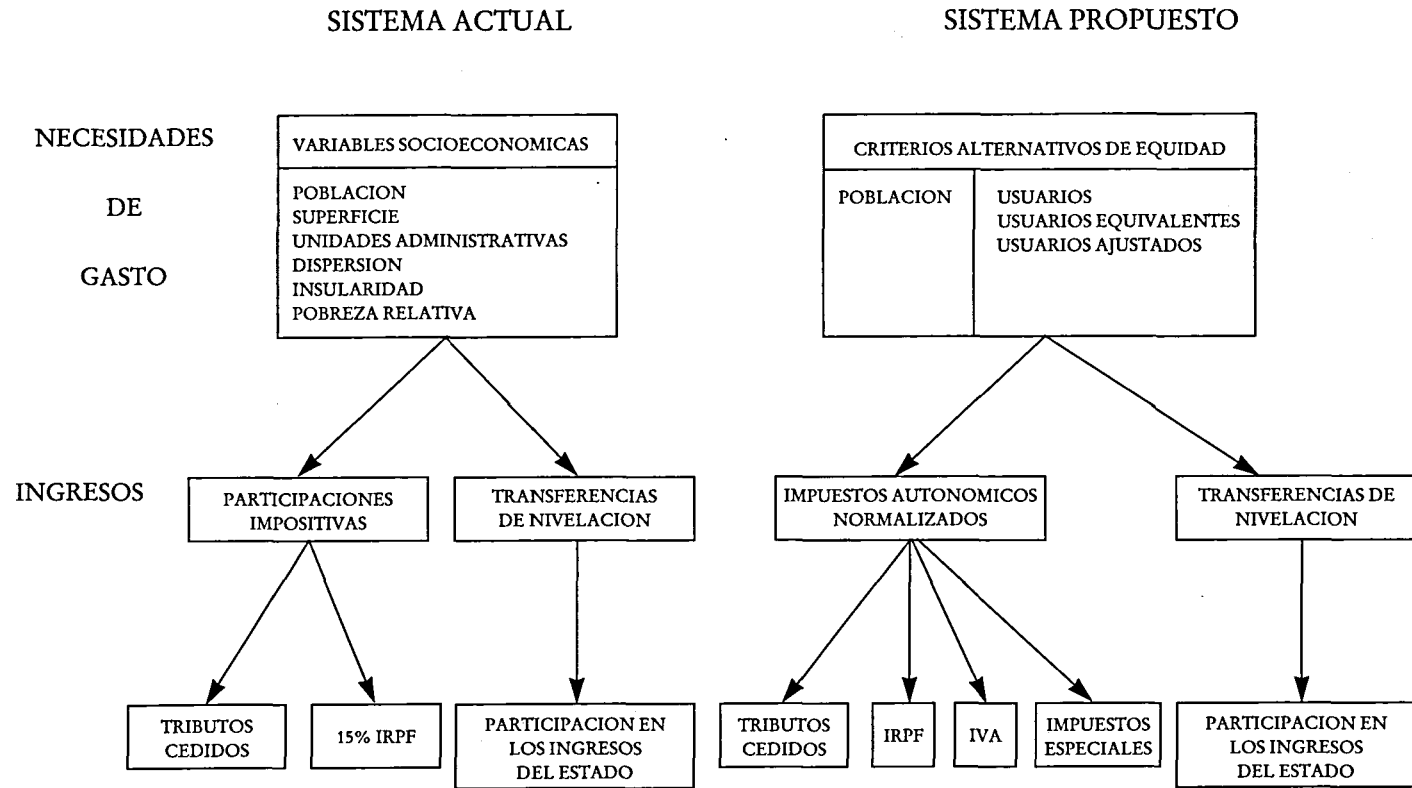 SISTEMA ACTUAL
SISTEMA PROPUESTO
NECESIDADES
DE
GASTO
VARIABLES SOCIOECONOMICAS
POBLACION
SUPERFICIE
UNIDADES ADMINISTRATIVAS
DISPERSION
INSULARIDAD
POBREZA RELATIVA
CRITERIOS ALTERNATIVOS DE EQUIDAD
POBLACION
USUARIOS
USUARIOS EQUIVALENTES
USUARIOS AJUSTADOS
INGRESOS
PARTICIPACIONES
IMPOSITIVAS
TRANSFERENCIAS
DE NIVELACION
IMPUESTOS AUTONOMICOS
NORMALIZADOS
TRANSFERENCIAS DE
NIVELACION
TRIBUTOS
CEDIDOS
15% IRPF
PARTICIPACION EN
LOS INGRESOS
DEL ESTADO
TRIBUTOS
CEDIDOS
IRPF
IVA
IMPUESTOS
ESPECIALES
PARTICIPACION EN
LOS INGRESOS
DEL ESTADO